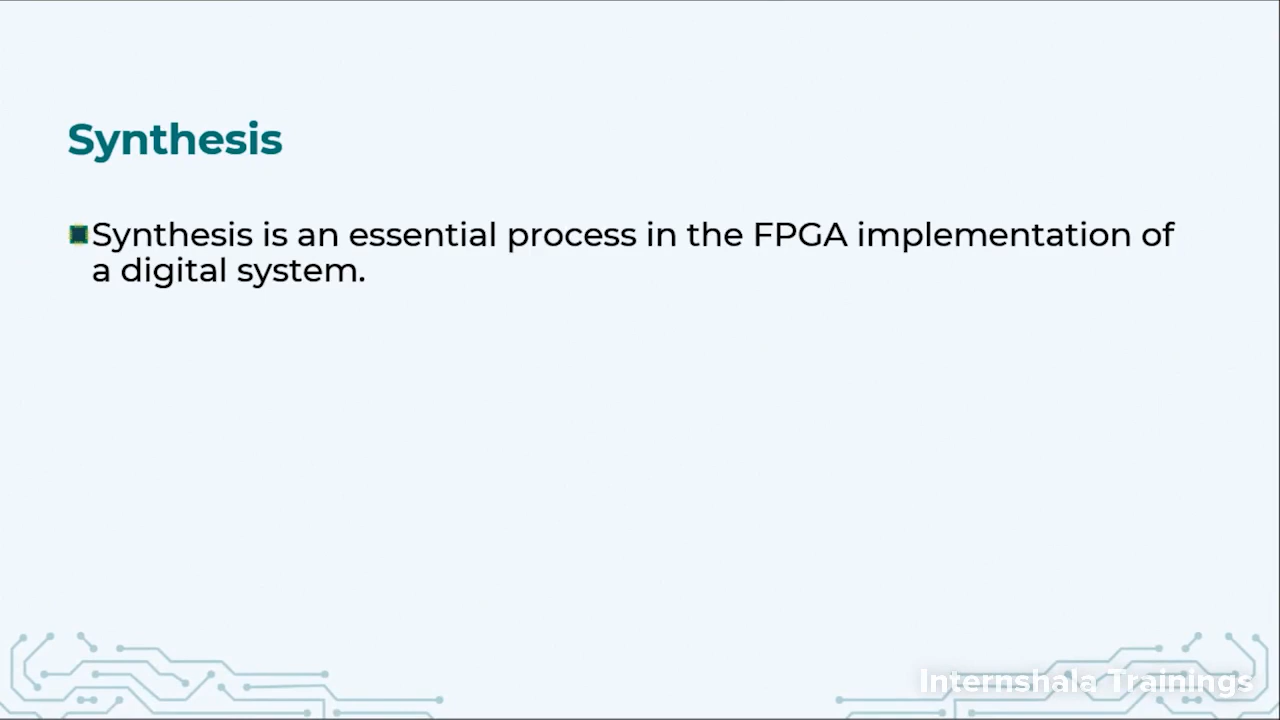 Synthesis
Synthesis is an essential process in the FPGA implementation of
a digital system.
Internshala Trainings